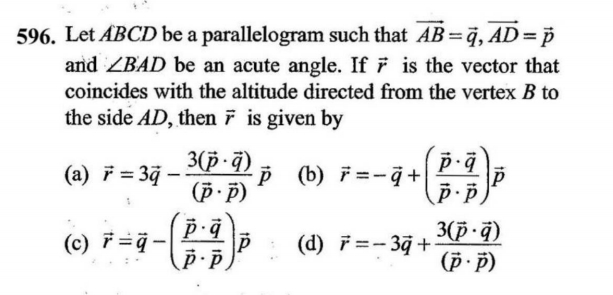 596. Let ABCD be a parallelogram such that $\overrightarrow{AB} = \vec{q}, \overrightarrow{AD} = \vec{p}$
and ∠BAD be an acute angle. If $\vec{r}$ is the vector that
coincides with the altitude directed from the vertex B to
the side AD, then $\vec{r}$ is given by
(a) $\vec{r} = 3\vec{q} - \frac{3(\vec{p} \cdot \vec{q})}{(\vec{p} \cdot \vec{p})} \vec{p}$ (b) $\vec{r} = -\vec{q} + \left(\frac{\vec{p} \cdot \vec{q}}{\vec{p} \cdot \vec{p}}\right) \vec{p}$
(c) $\vec{r} = \vec{q} - \left(\frac{\vec{p} \cdot \vec{q}}{\vec{p} \cdot \vec{p}}\right) \vec{p}$ (d) $\vec{r} = -3\vec{q} + \frac{3(\vec{p} \cdot \vec{q})}{(\vec{p} \cdot \vec{p})}$